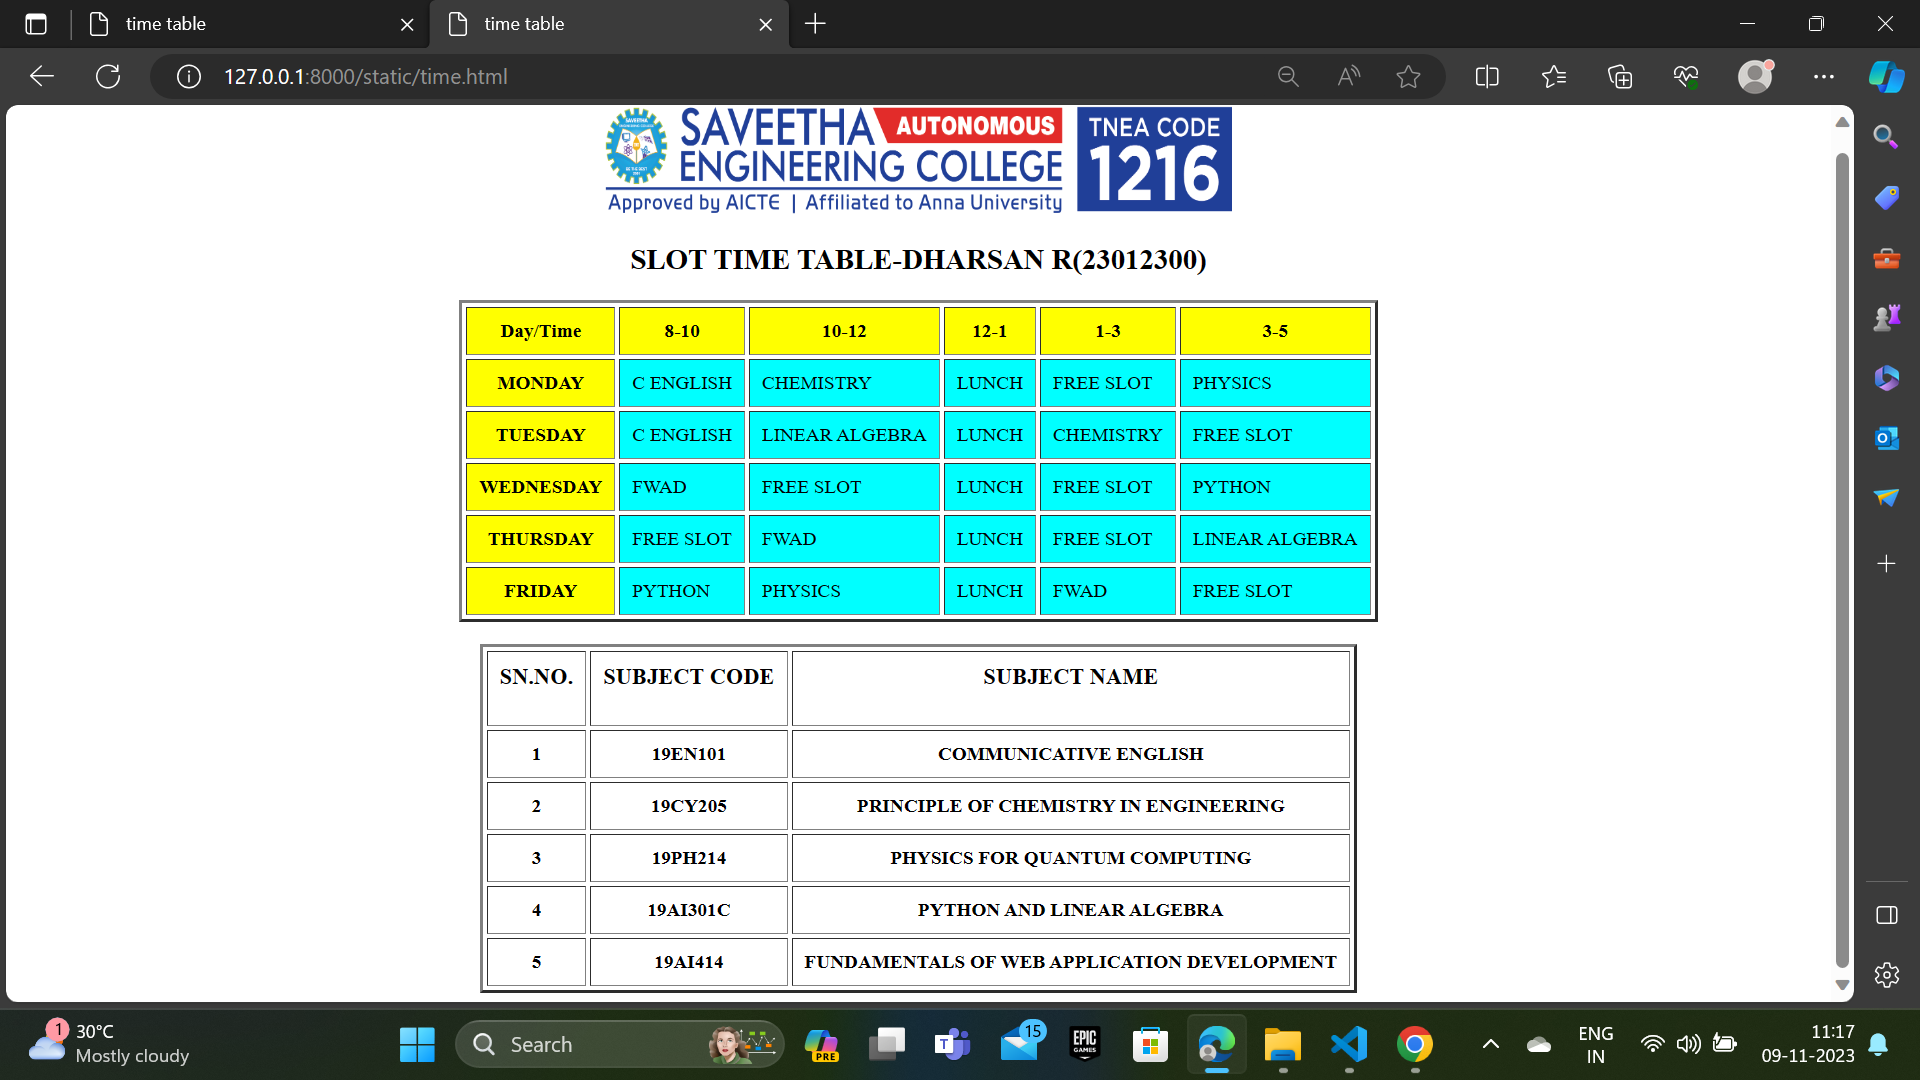 time table
time table
127.0.0.1:8000/static/time.html
SAVEETHA AUTONOMOUS
ENGINEERING COLLEGE
Approved by AICTE | Affiliated to Anna University
TNEA CODE
1216
SLOT TIME TABLE-DHARSAN R(23012300)
Day/Time 8-10 10-12 12-1 1-3 3-5
MONDAY C ENGLISH CHEMISTRY LUNCH FREE SLOT PHYSICS
TUESDAY C ENGLISH LINEAR ALGEBRA LUNCH CHEMISTRY FREE SLOT
WEDNESDAY FWAD FREE SLOT LUNCH FREE SLOT PYTHON
THURSDAY FREE SLOT FWAD LUNCH FREE SLOT LINEAR ALGEBRA
FRIDAY PYTHON PHYSICS LUNCH FWAD FREE SLOT
SN.NO. SUBJECT CODE SUBJECT NAME
1 19EN101 COMMUNICATIVE ENGLISH
2 19CY205 PRINCIPLE OF CHEMISTRY IN ENGINEERING
3 19PH214 PHYSICS FOR QUANTUM COMPUTING
4 19AI301C PYTHON AND LINEAR ALGEBRA
5 19AI414 FUNDAMENTALS OF WEB APPLICATION DEVELOPMENT
1
30°C
Mostly cloudy
Search
PRE
15
EPIC
GAMES
ENG
IN
11:17
09-11-2023